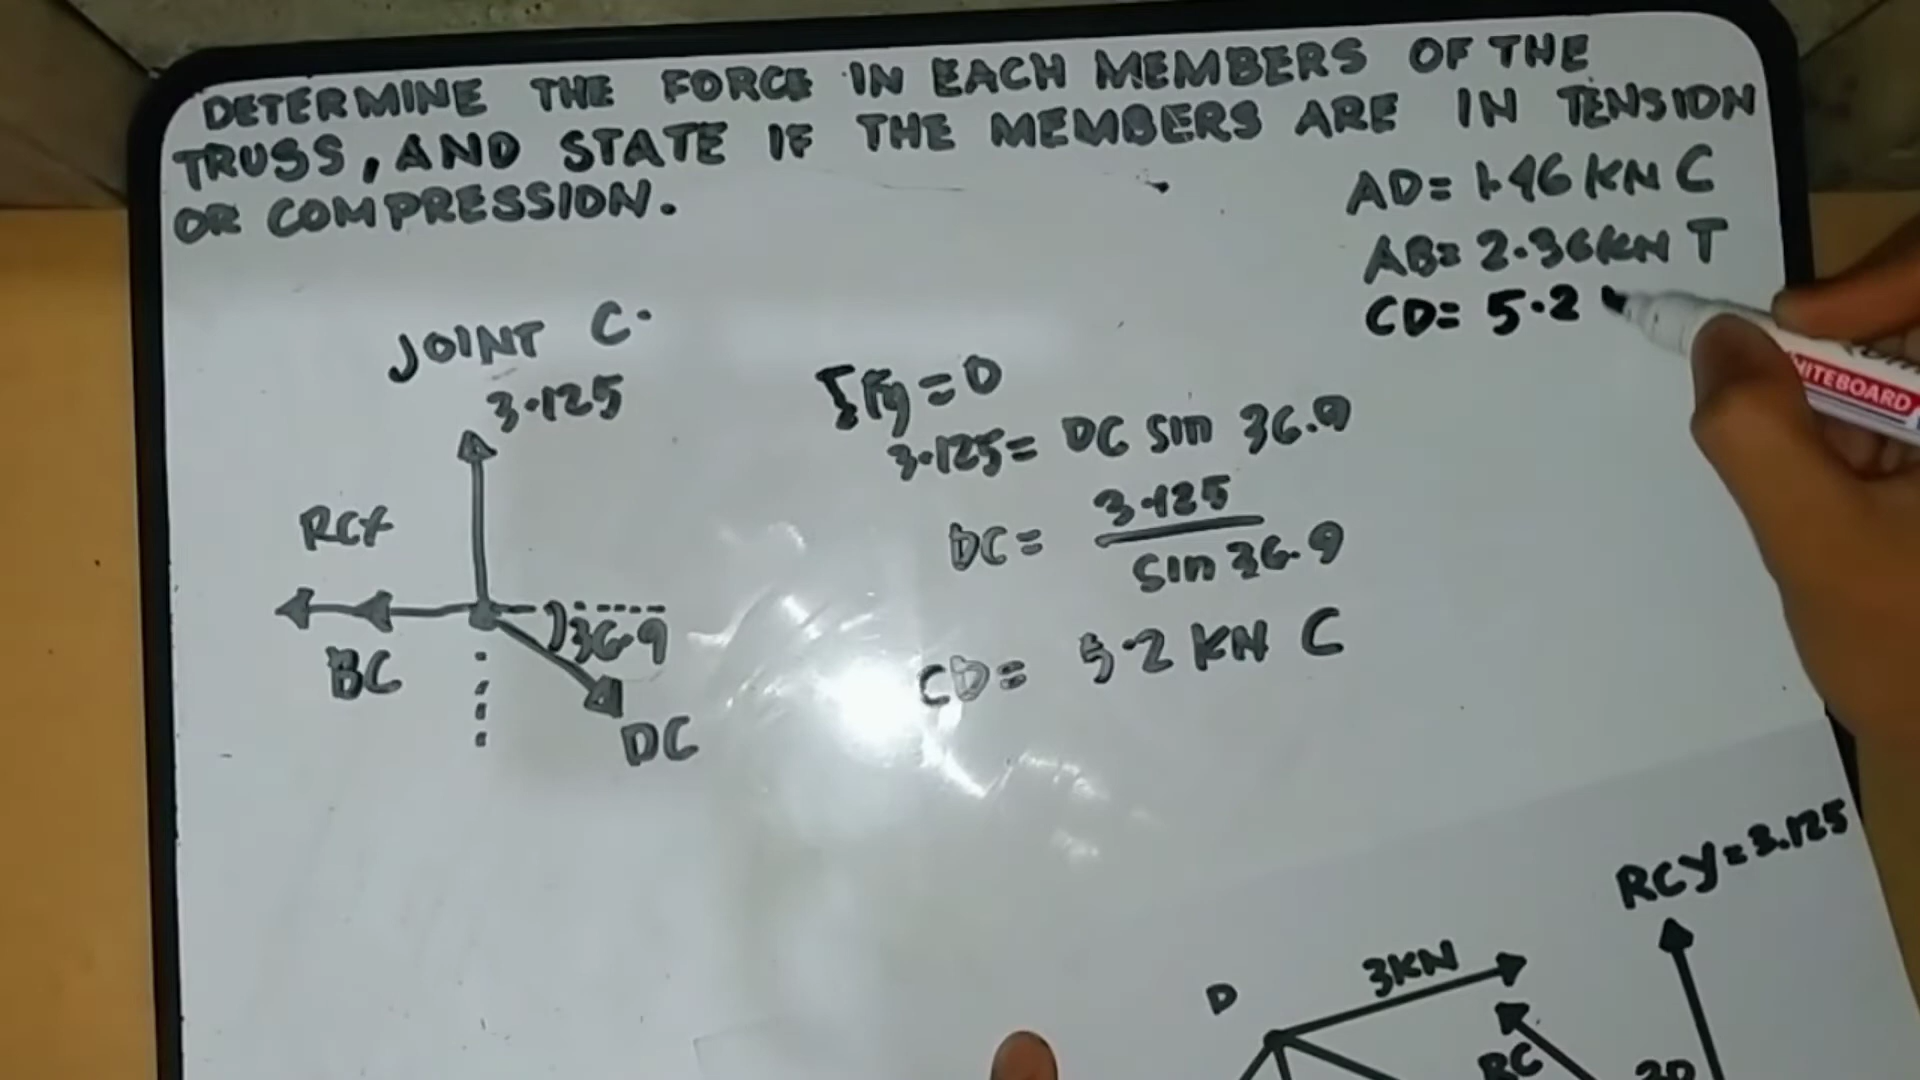 DETERMINE THE FORCE IN EACH MEMBERS OF THE
TRUSS, AND STATE IF THE MEMBERS ARE IN TENSION
OR COMPRESSION.
AD= 1.46 KN C
AB= 2.36KN T
CD= 5.2
JOINT C.
3.125
RCX
BC
36.9
DC
ΣFy=0
3.125= DC sin 36.9
DC= 3.125
sin 36.9
CD= 5.2 KN C
HITEBOARD
RCY=3.125
3KN
D
30